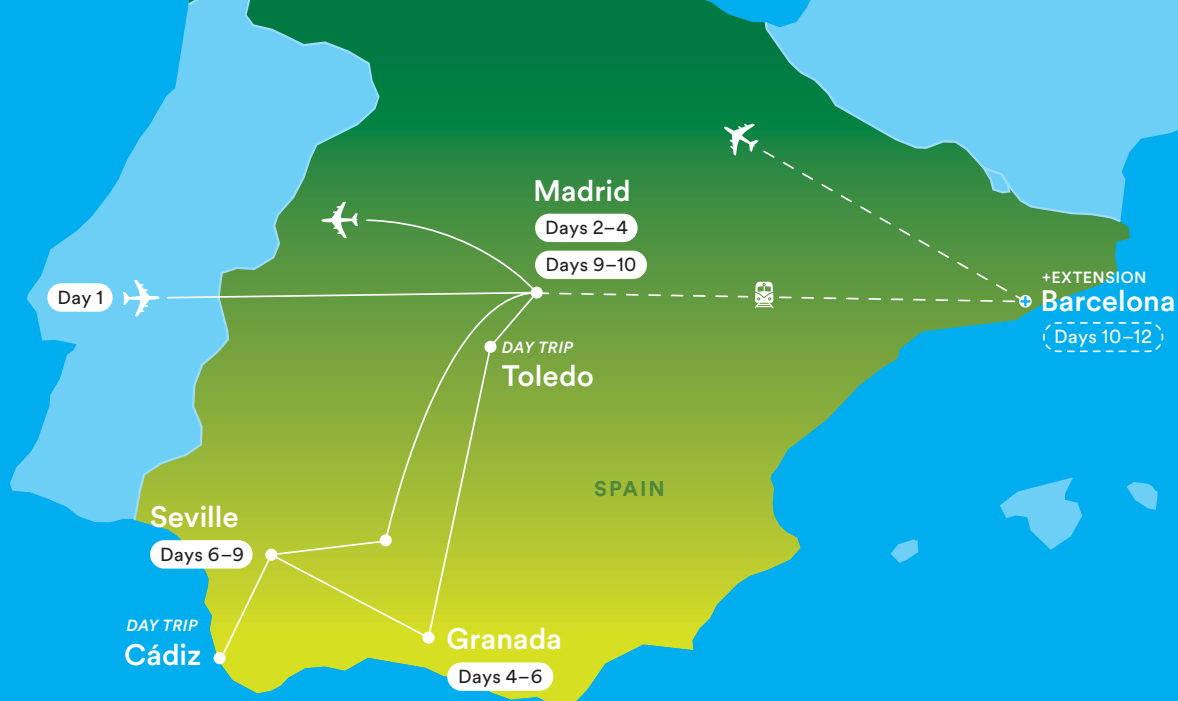 Madrid
Days 2–4
Days 9–10
Day 1
+EXTENSION
Barcelona
Days 10–12
DAY TRIP
Toledo
SPAIN
Seville
Days 6–9
DAY TRIP
Cádiz
Granada
Days 4–6